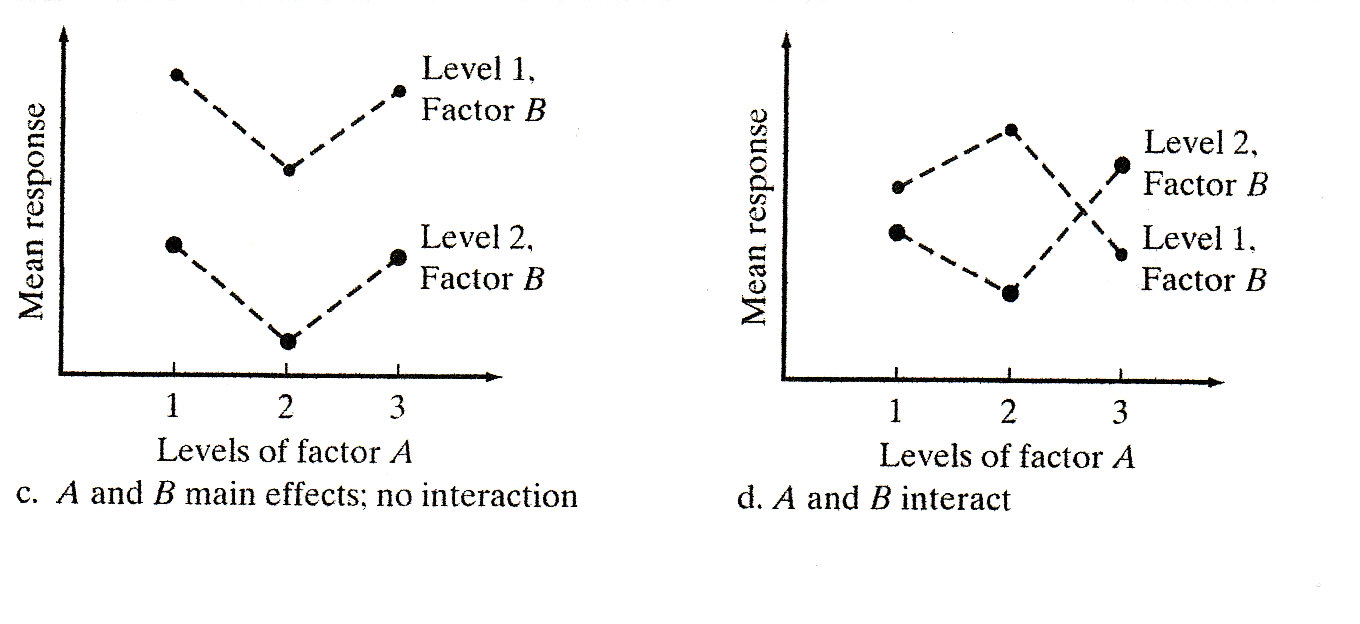 Mean response
Level 1,
Factor B
Level 2,
Factor B
1 2 3
Levels of factor A
c. A and B main effects; no interaction
Mean response
Level 2,
Factor B
Level 1,
Factor B
1 2 3
Levels of factor A
d. A and B interact